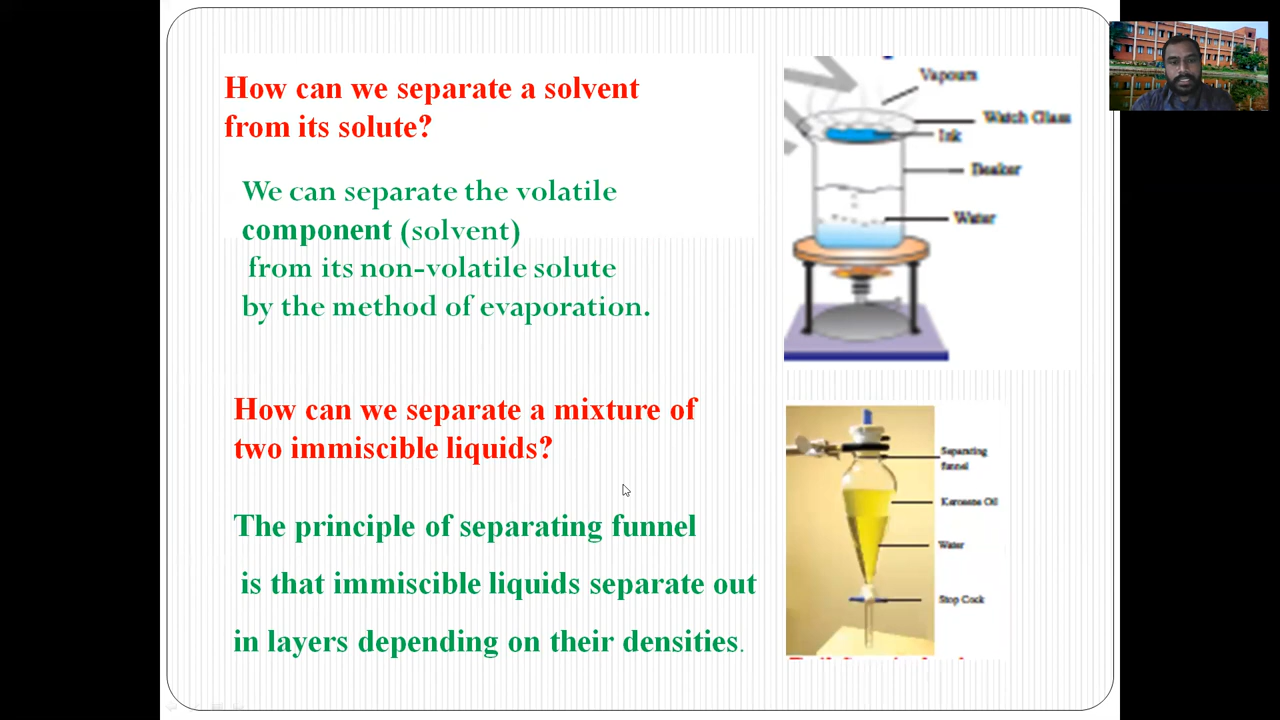 How can we separate a solvent
from its solute?
We can separate the volatile
component (solvent)
from its non-volatile solute
by the method of evaporation.
How can we separate a mixture of
two immiscible liquids?
The principle of separating funnel
is that immiscible liquids separate out
in layers depending on their densities.
Vapours
Watch Glass
Ink
Beaker
Water
Separating
funnel
Kerosene Oil
Water
Stop Cock